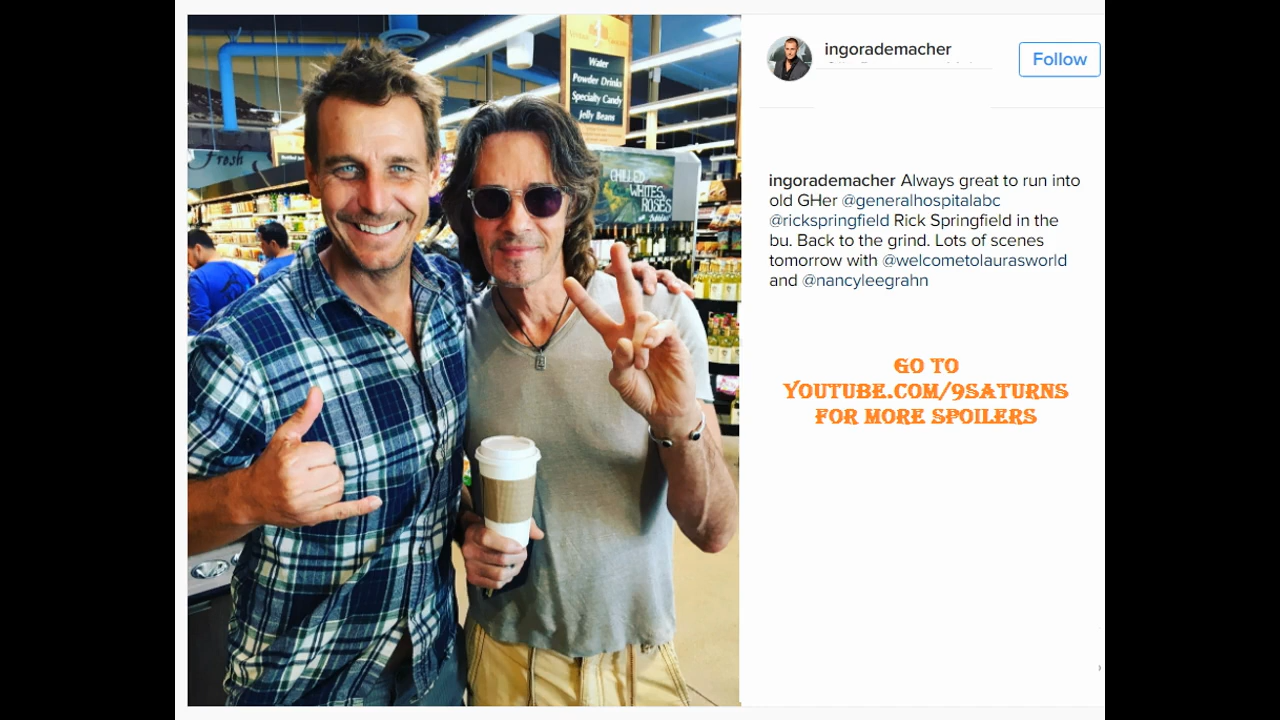 ingorademacher
Follow
Water
Powder Drinks
Specialty Candy
Jelly Beans
Fresh
CHILLED
WHITES,
ROSES
ingorademacher Always great to run into
old GHer @generalhospitalabc
@rickspringfield Rick Springfield in the
bu. Back to the grind. Lots of scenes
tomorrow with @welcometolaurasworld
and @nancyleegrahn
GO TO
YOUTUBE.COM/9SATURNS
FOR MORE SPOILERS